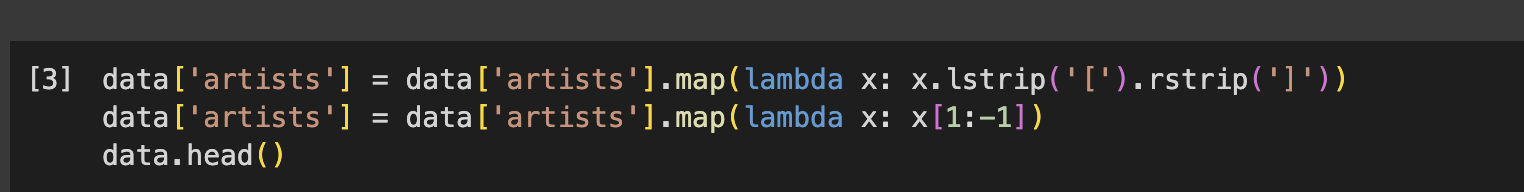 [3] data['artists'] = data['artists'].map(lambda x: x.lstrip('[').rstrip(']'))
data['artists'] = data['artists'].map(lambda x: x[1:-1])
data.head()